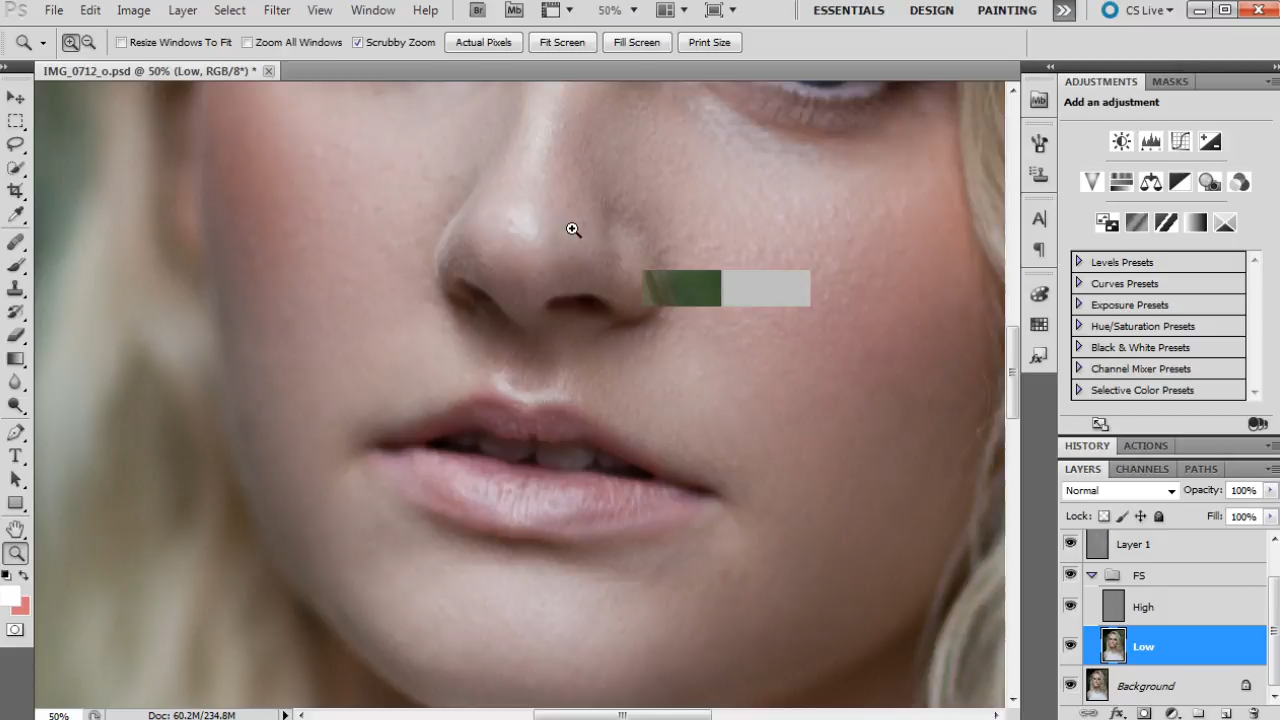 Ps File Edit Image Layer Select Filter View Window Help Br Mb 50% ESSENTIALS DESIGN PAINTING CS Live
Resize Windows To Fit Zoom All Windows Scrubby Zoom Actual Pixels Fit Screen Fill Screen Print Size
IMG_0712_o.psd @ 50% (Low, RGB/8*) *
Mb
A
T
ADJUSTMENTS MASKS
Add an adjustment
Levels Presets
Curves Presets
Exposure Presets
Hue/Saturation Presets
Black & White Presets
Channel Mixer Presets
Selective Color Presets
HISTORY ACTIONS
LAYERS CHANNELS PATHS
Normal Opacity: 100%
Lock: Fill: 100%
Layer 1
FS
High
Low
Background
fx
50% Doc: 60.2M/234.8M